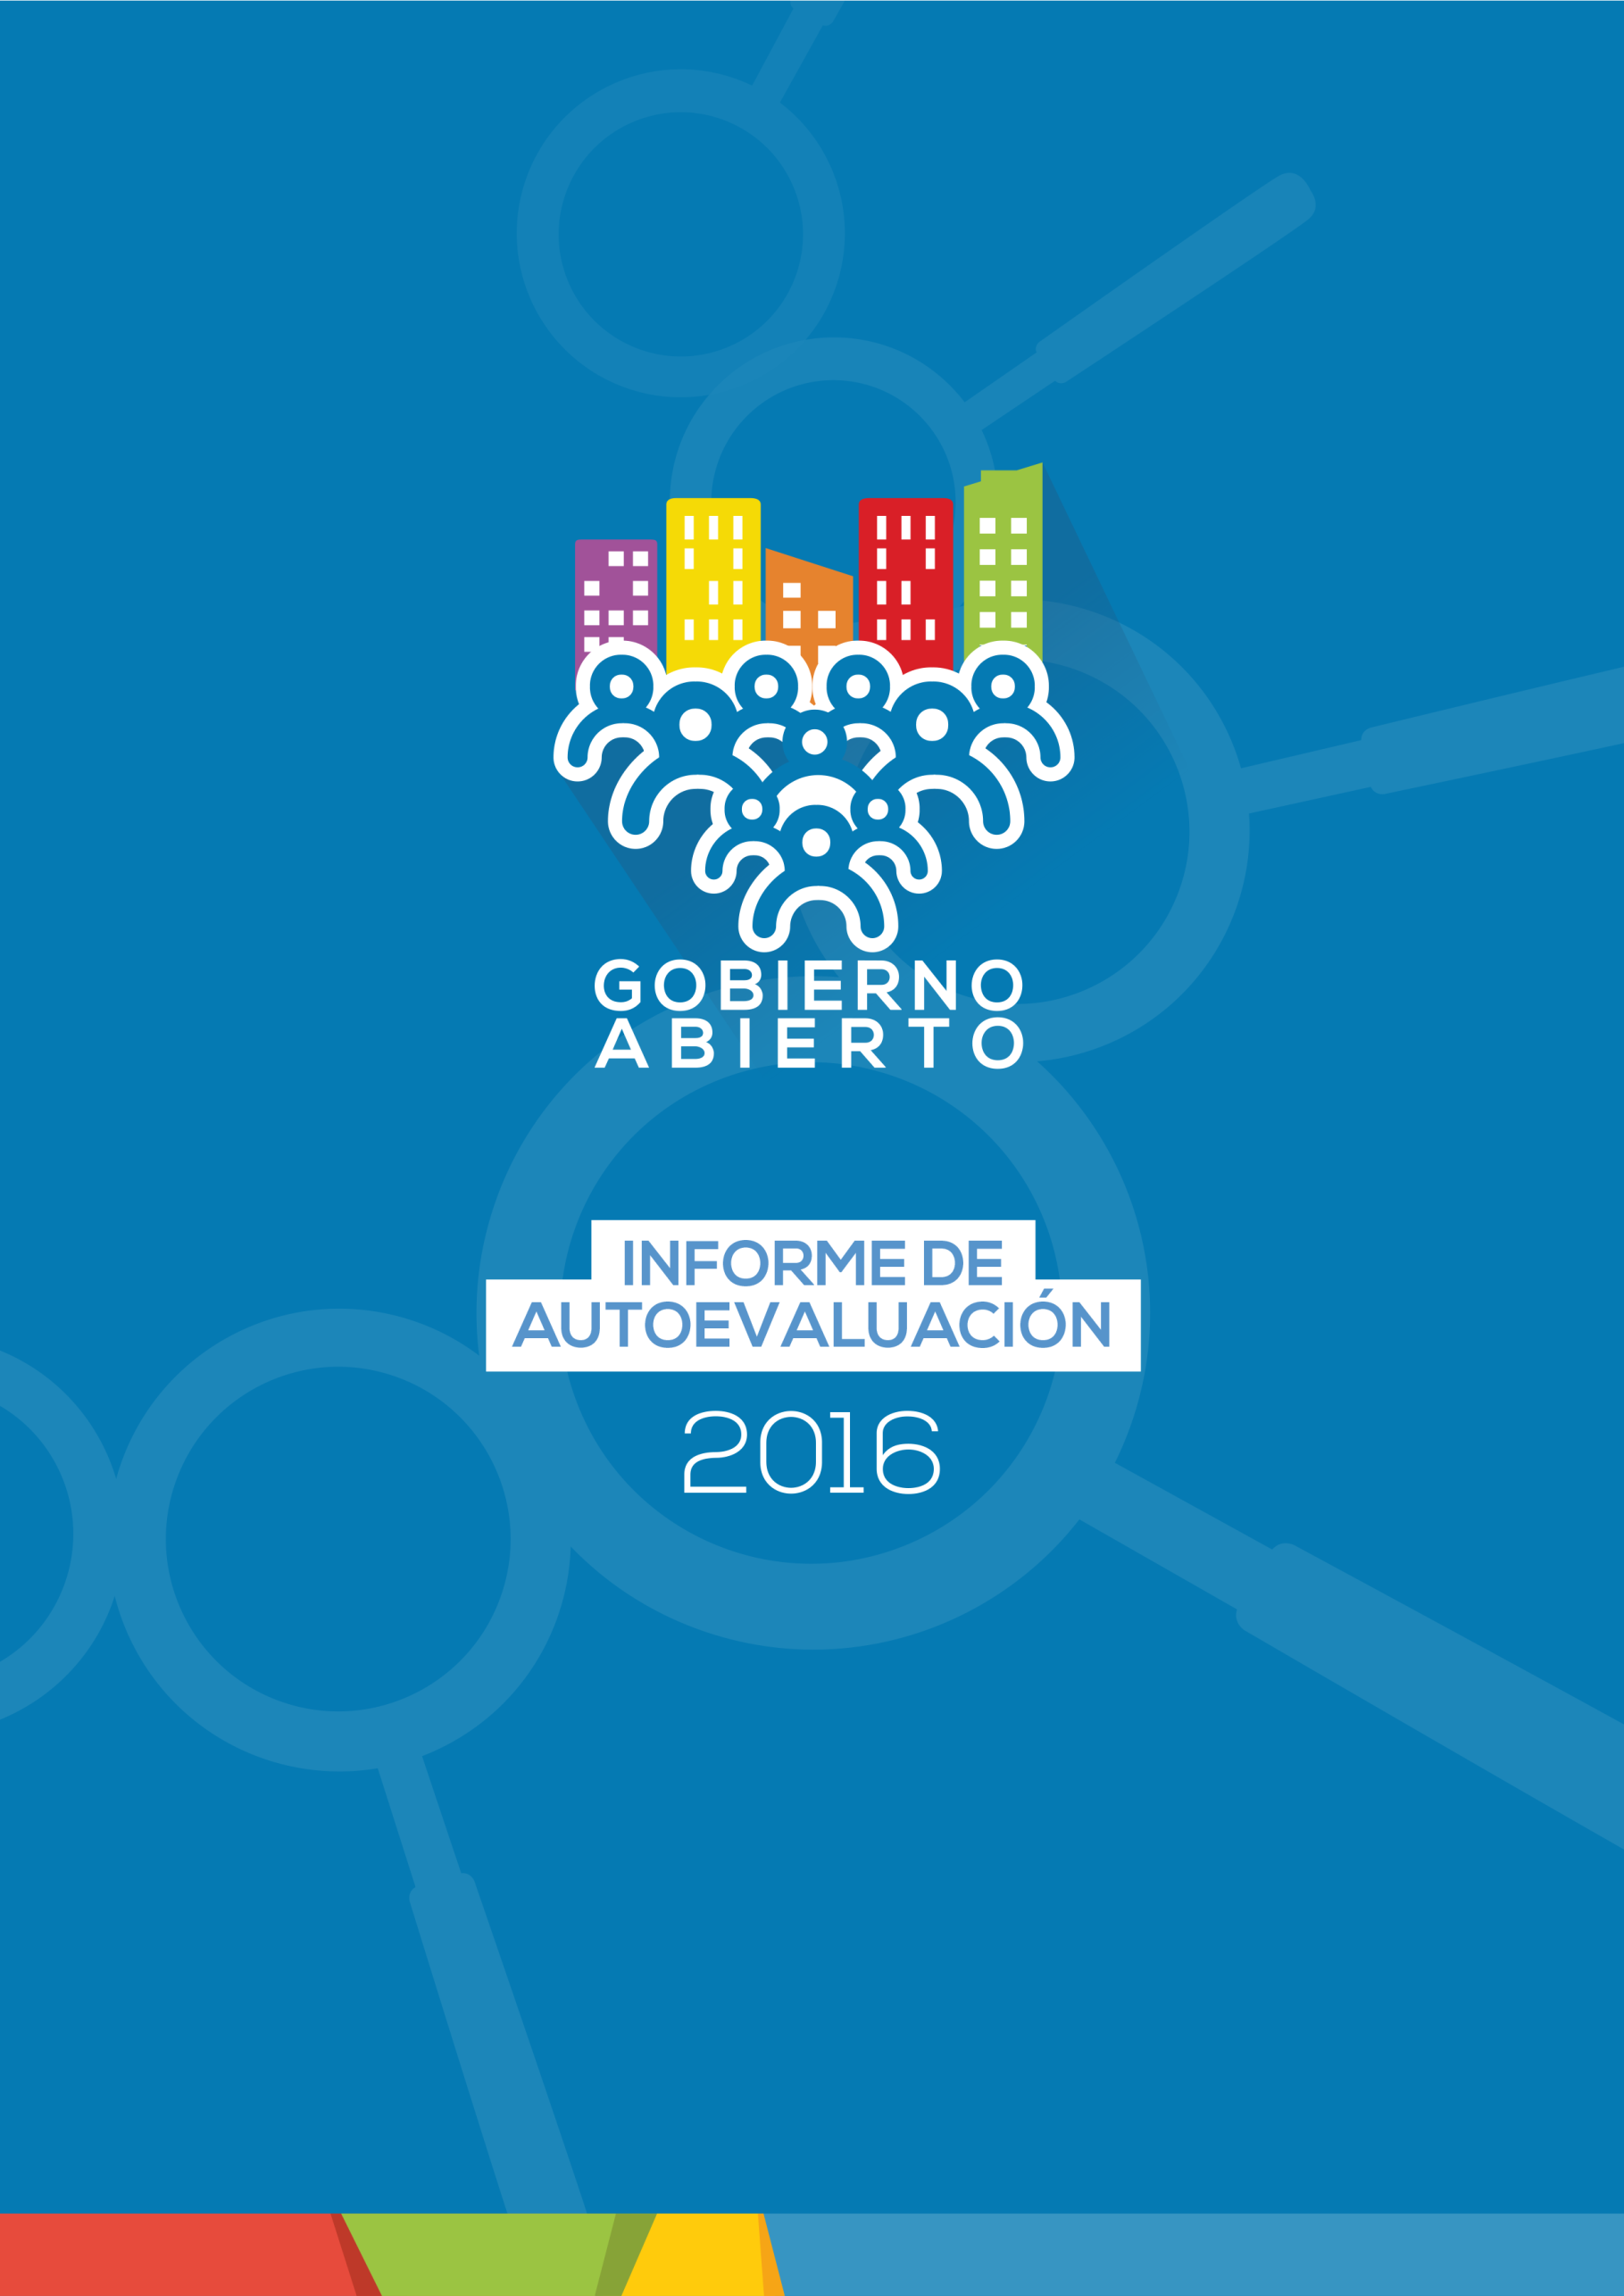 GOBIERNO
ABIERTO
INFORME DE
AUTOEVALUACIÓN
2016